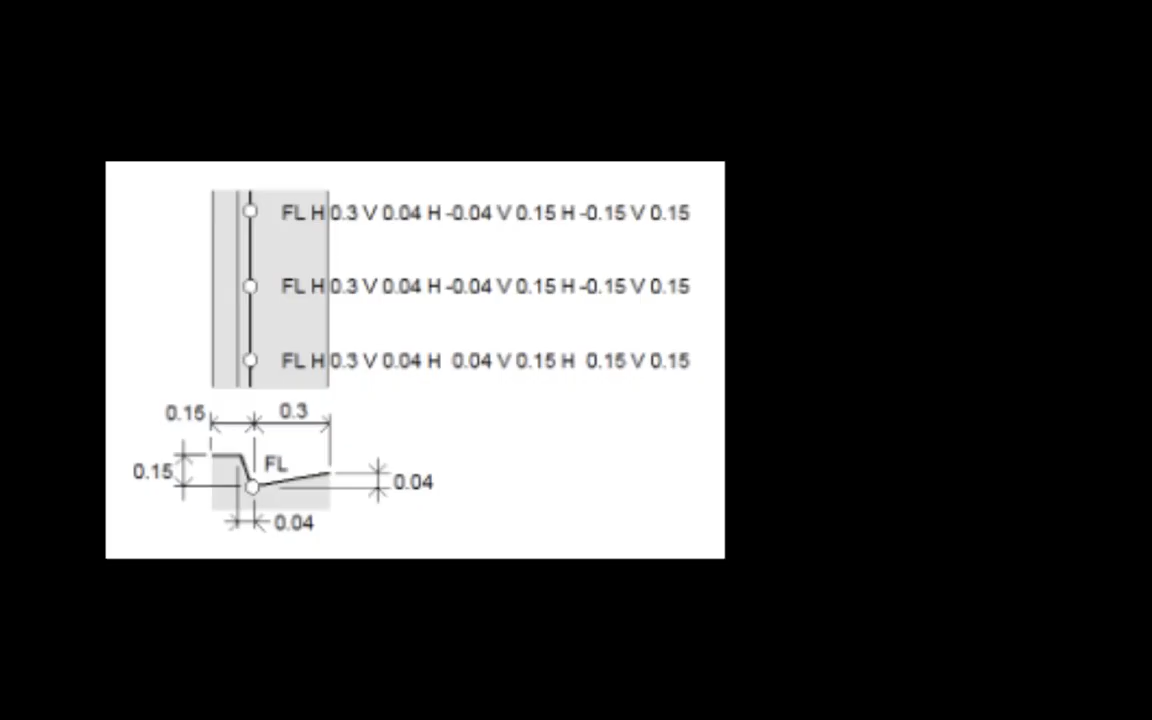 FL H 0.3 V 0.04 H -0.04 V 0.15 H -0.15 V 0.15
FL H 0.3 V 0.04 H -0.04 V 0.15 H -0.15 V 0.15
FL H 0.3 V 0.04 H 0.04 V 0.15 H 0.15 V 0.15
0.15 0.3
FL
0.15 0.04
0.04